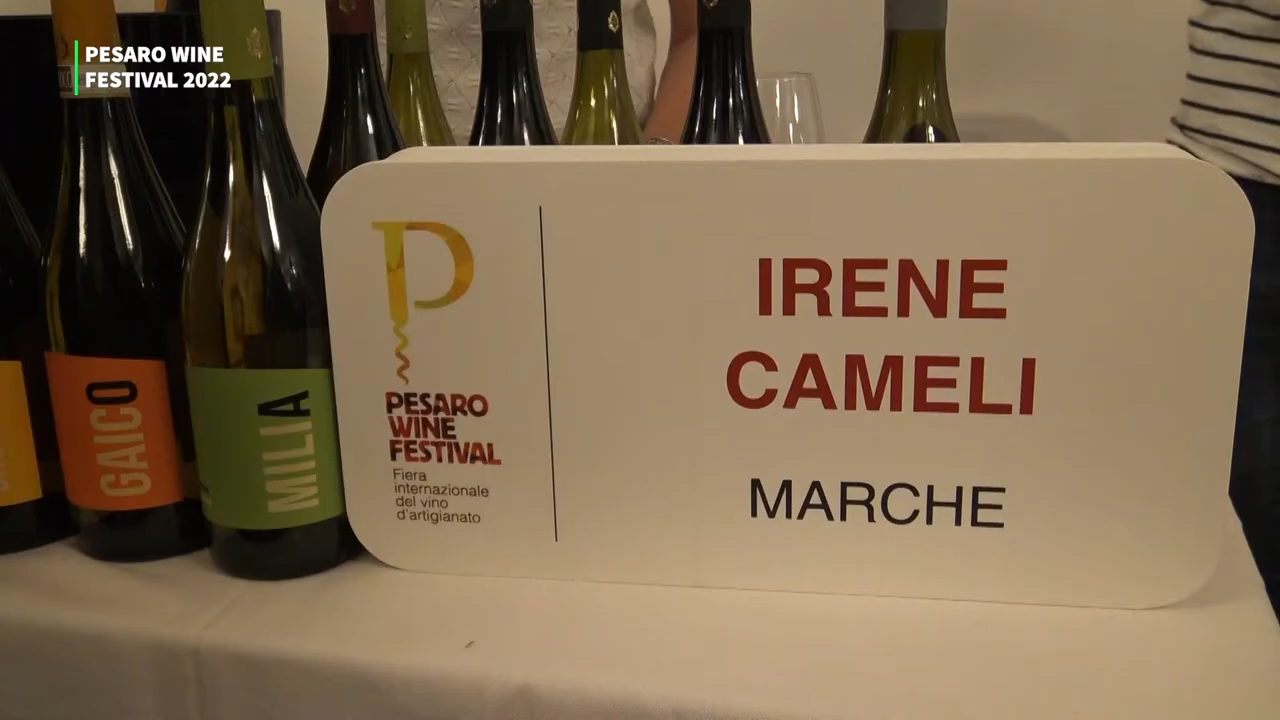 PESARO WINE
FESTIVAL 2022
GAICO
MILIA
P
PESARO
WINE
FESTIVAL
Fiera
internazionale
del vino
d'artigianato
IRENE
CAMELI
MARCHE